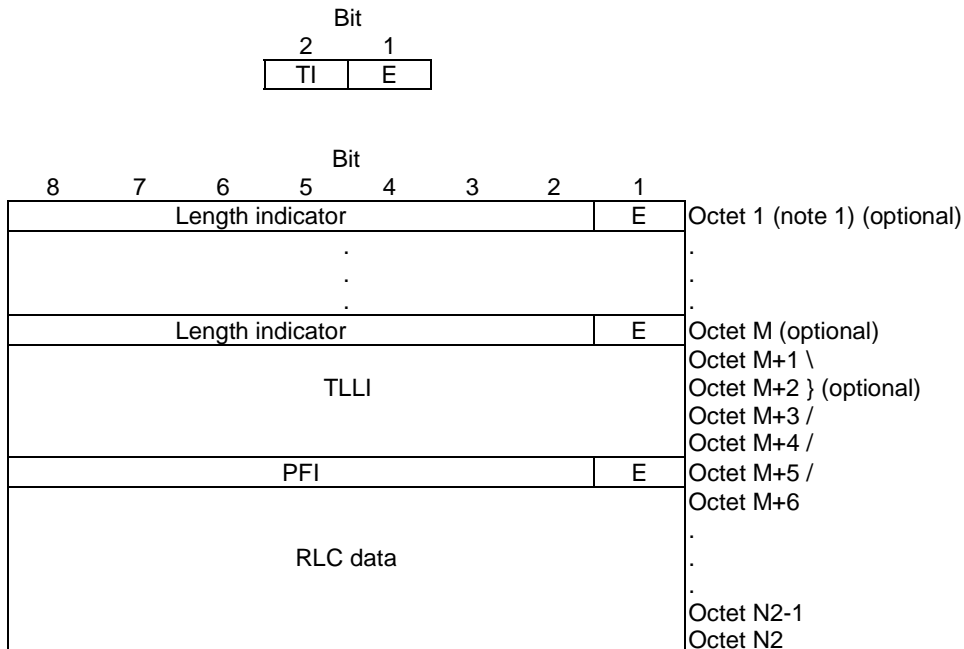 Bit
2 1
TI E
Bit
8 7 6 5 4 3 2 1
Length indicator E Octet 1 (note 1) (optional)
. .
. .
. .
Length indicator E Octet M (optional)
Octet M+1 \
TLLI Octet M+2 } (optional)
Octet M+3 /
Octet M+4 /
PFI E Octet M+5 /
Octet M+6
.
RLC data .
.
Octet N2-1
Octet N2